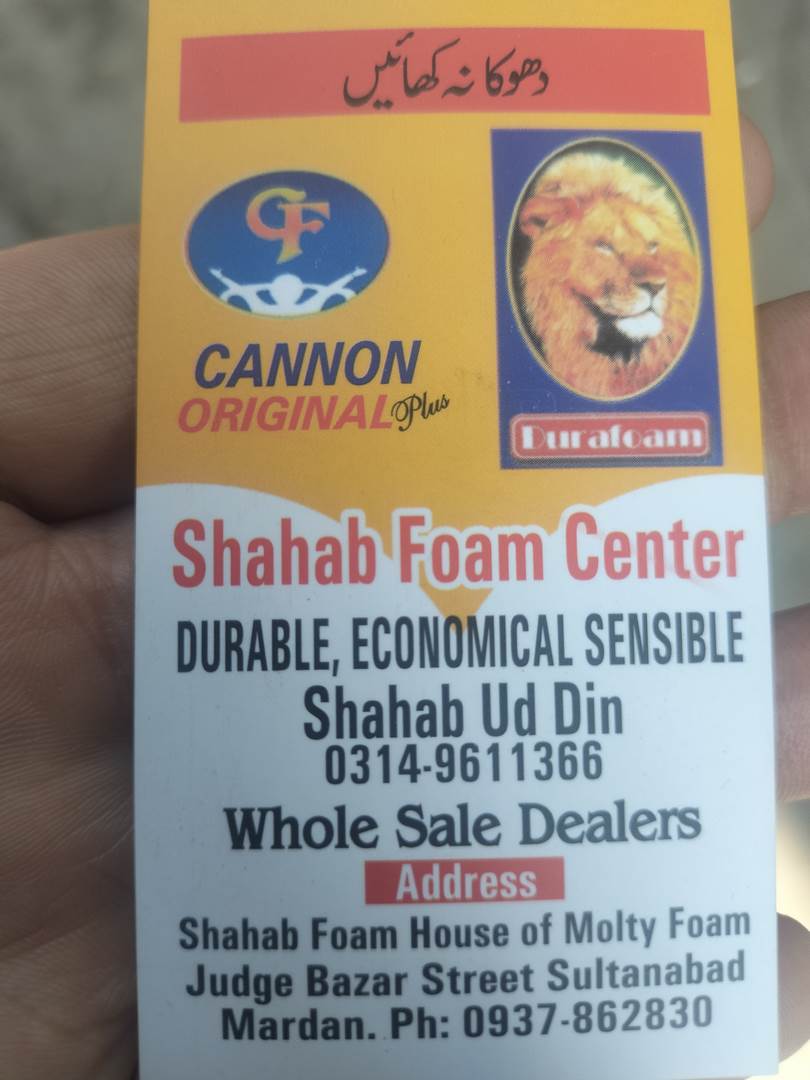 دھوکا نہ کھائیں
GF
CANNON
ORIGINAL Plus
Durafoam
Shahab Foam Center
DURABLE, ECONOMICAL SENSIBLE
Shahab Ud Din
0314-9611366
Whole Sale Dealers
Address
Shahab Foam House of Molty Foam
Judge Bazar Street Sultanabad
Mardan. Ph: 0937-862830